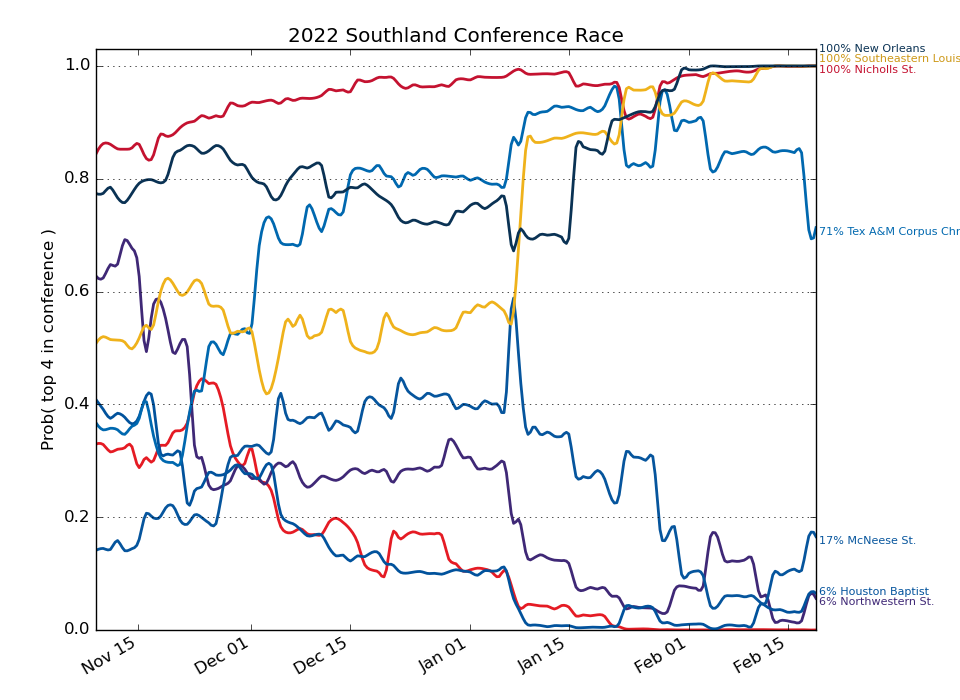 2022 Southland Conference Race
Prob( top 4 in conference )
1.0
0.8
0.6
0.4
0.2
0.0
Nov 15
Dec 01
Dec 15
Jan 01
Jan 15
Feb 01
Feb 15
100% New Orleans
100% Southeastern Louis
100% Nicholls St.
71% Tex A&M Corpus Chr
17% McNeese St.
6% Houston Baptist
6% Northwestern St.